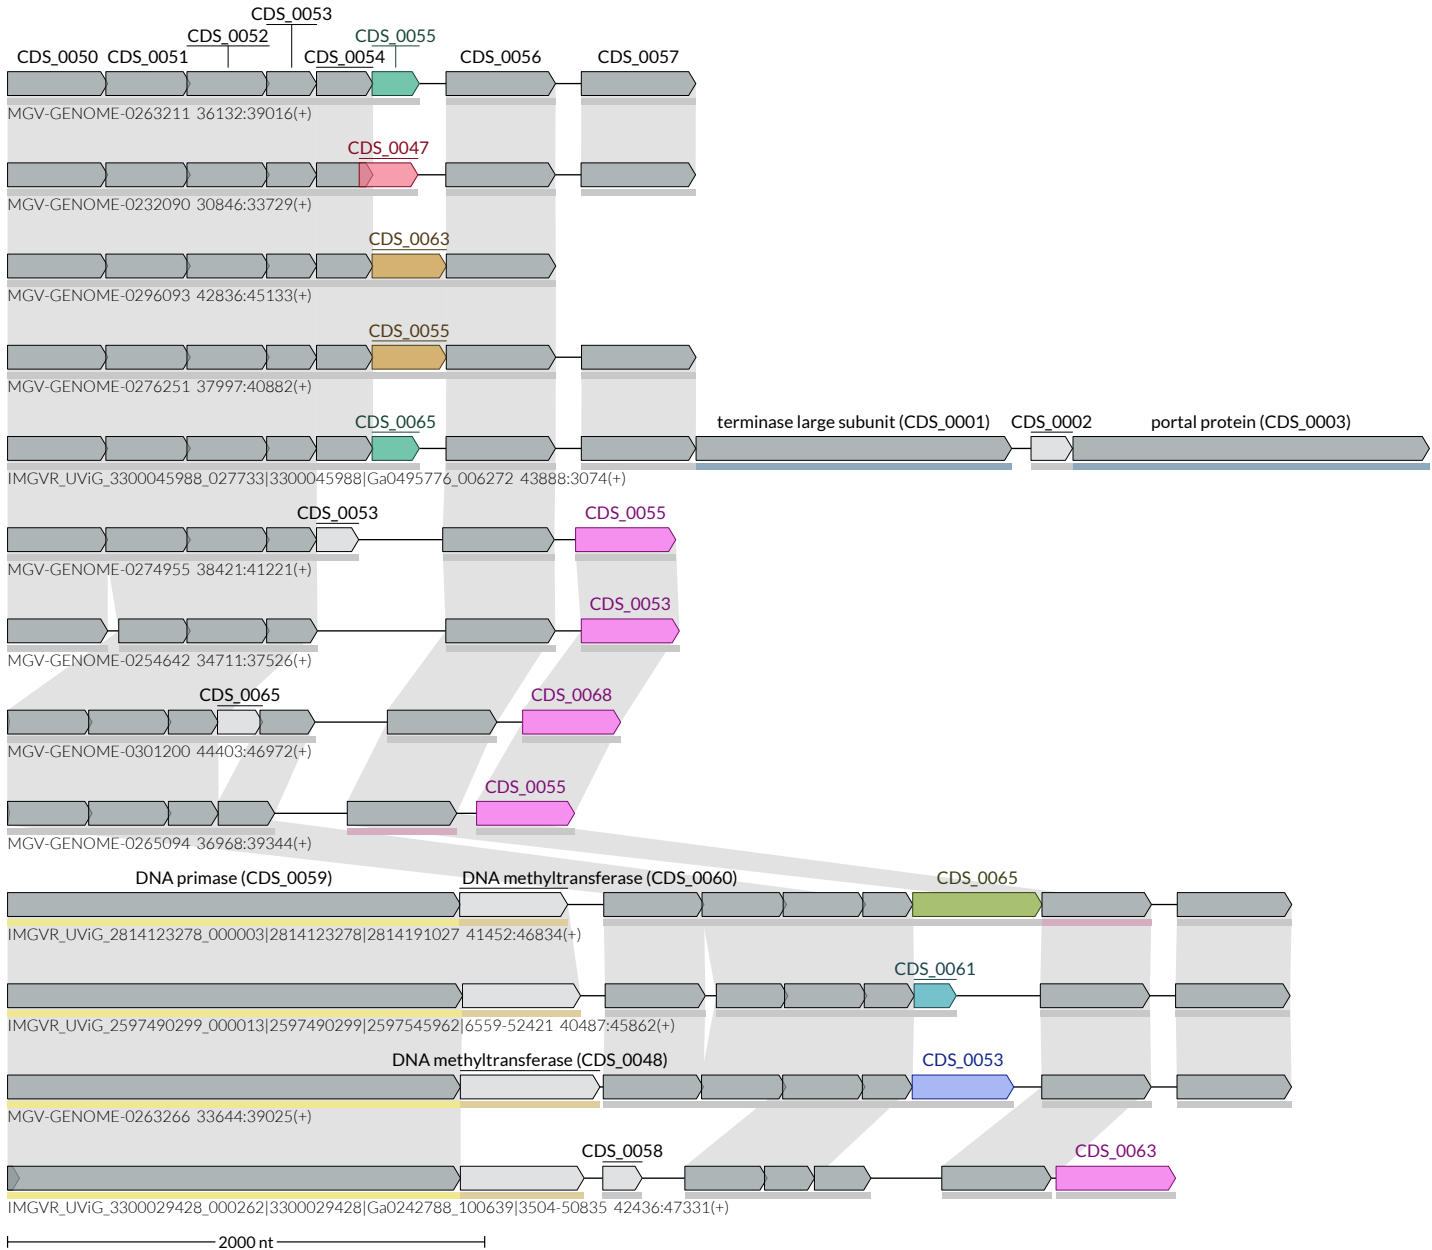 CDS_0053
CDS_0052 CDS_0055
CDS_0050 CDS_0051 CDS_0054 CDS_0056 CDS_0057
MGV-GENOME-0263211 36132:39016(+)
CDS_0047
MGV-GENOME-0232090 30846:33729(+)
CDS_0063
MGV-GENOME-0296093 42836:45133(+)
CDS_0055
MGV-GENOME-0276251 37997:40882(+)
CDS_0065 terminase large subunit (CDS_0001) CDS_0002 portal protein (CDS_0003)
IMGVR_UViG_3300045988_027733|3300045988|Ga0495776_006272 43888:3074(+)
CDS_0053 CDS_0055
MGV-GENOME-0274955 38421:41221(+)
CDS_0053
MGV-GENOME-0254642 34711:37526(+)
CDS_0065 CDS_0068
MGV-GENOME-0301200 44403:46972(+)
CDS_0055
MGV-GENOME-0265094 36968:39344(+)
DNA primase (CDS_0059) DNA methyltransferase (CDS_0060) CDS_0065
IMGVR_UViG_2814123278_000003|2814123278|2814191027 41452:46834(+)
CDS_0061
IMGVR_UViG_2597490299_000013|2597490299|2597545962|6559-52421 40487:45862(+)
DNA methyltransferase (CDS_0048) CDS_0053
MGV-GENOME-0263266 33644:39025(+)
CDS_0058 CDS_0063
IMGVR_UViG_3300029428_000262|3300029428|Ga0242788_100639|3504-50835 42436:47331(+)
2000 nt